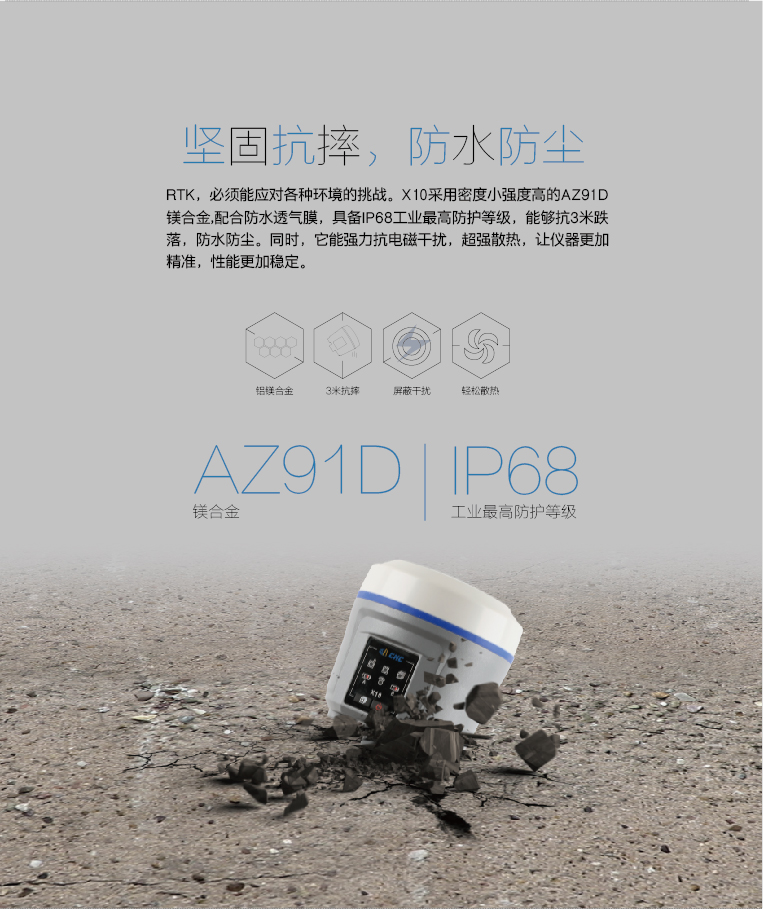 坚固抗摔，防水防尘
RTK，必须能应对各种环境的挑战。X10采用密度小强度高的AZ91D
镁合金,配合防水透气膜，具备IP68工业最高防护等级，能够抗3米跌
落，防水防尘。同时，它能强力抗电磁干扰，超强散热，让仪器更加
精准，性能更加稳定。
铝镁合金
3米抗摔
屏蔽干扰
轻松散热
AZ91D
镁合金
IP68
工业最高防护等级
CHC
X10